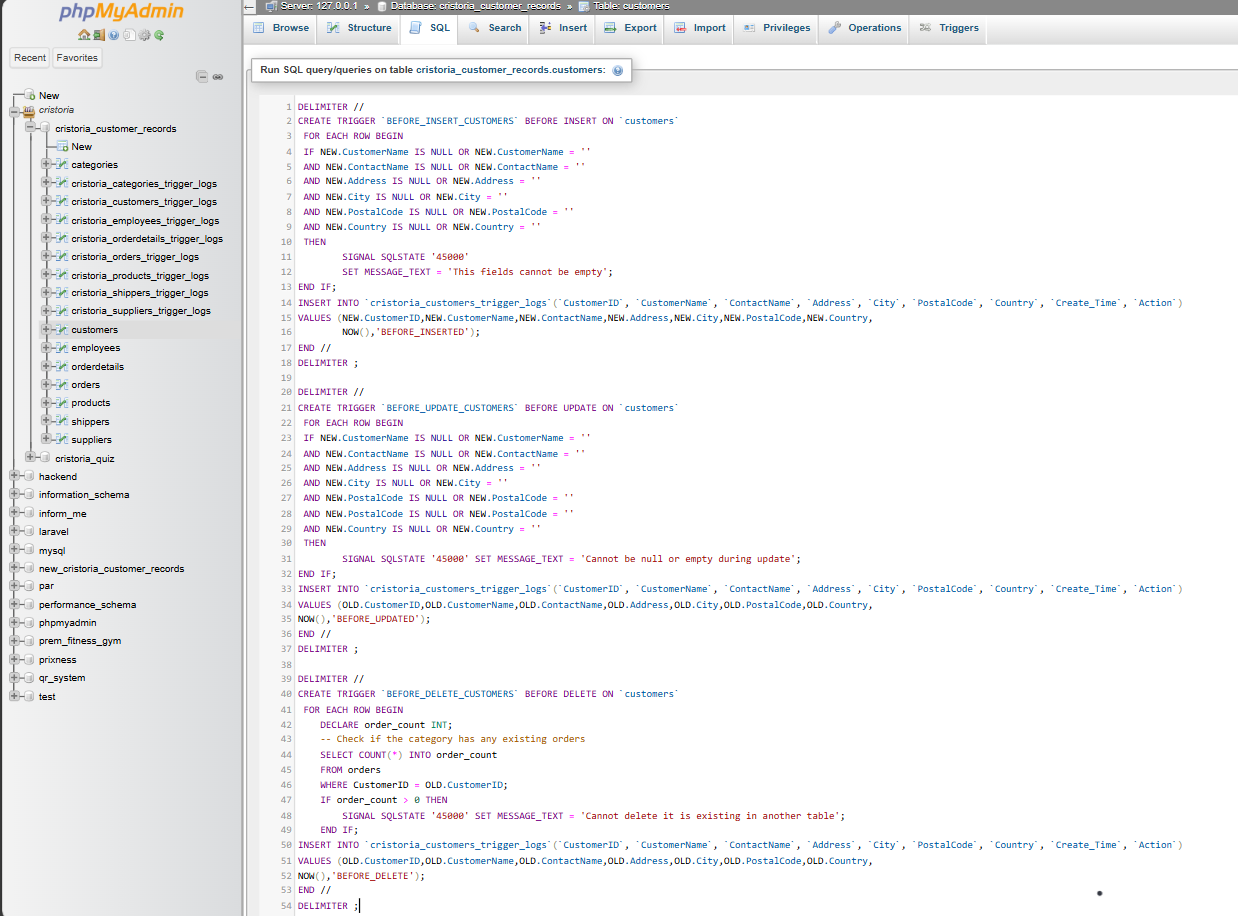 phpMyAdmin
Recent Favorites
New
cristoria
cristoria_customer_records
New
categories
cristoria_categories_trigger_logs
cristoria_customers_trigger_logs
cristoria_employees_trigger_logs
cristoria_orderdetails_trigger_logs
cristoria_orders_trigger_logs
cristoria_products_trigger_logs
cristoria_shippers_trigger_logs
cristoria_suppliers_trigger_logs
customers
employees
orderdetails
orders
products
shippers
suppliers
cristoria_quiz
hackend
information_schema
inform_me
laravel
mysql
new_cristoria_customer_records
par
performance_schema
phpmyadmin
prem_fitness_gym
prixness
qr_system
test
← Server: 127.0.0.1 » Database: cristoria_customer_records » Table: customers
Browse Structure SQL Search Insert Export Import Privileges Operations Triggers
Run SQL query/queries on table cristoria_customer_records.customers:
1 DELIMITER //
2 CREATE TRIGGER `BEFORE_INSERT_CUSTOMERS` BEFORE INSERT ON `customers`
3 FOR EACH ROW BEGIN
4 IF NEW.CustomerName IS NULL OR NEW.CustomerName = ''
5 AND NEW.ContactName IS NULL OR NEW.ContactName = ''
6 AND NEW.Address IS NULL OR NEW.Address = ''
7 AND NEW.City IS NULL OR NEW.City = ''
8 AND NEW.PostalCode IS NULL OR NEW.PostalCode = ''
9 AND NEW.Country IS NULL OR NEW.Country = ''
10 THEN
11 SIGNAL SQLSTATE '45000'
12 SET MESSAGE_TEXT = 'This fields cannot be empty';
13 END IF;
14 INSERT INTO `cristoria_customers_trigger_logs`(`CustomerID`, `CustomerName`, `ContactName`, `Address`, `City`, `PostalCode`, `Country`, `Create_Time`, `Action`)
15 VALUES (NEW.CustomerID,NEW.CustomerName,NEW.ContactName,NEW.Address,NEW.City,NEW.PostalCode,NEW.Country,
16 NOW(),'BEFORE_INSERTED');
17 END //
18 DELIMITER ;
19
20 DELIMITER //
21 CREATE TRIGGER `BEFORE_UPDATE_CUSTOMERS` BEFORE UPDATE ON `customers`
22 FOR EACH ROW BEGIN
23 IF NEW.CustomerName IS NULL OR NEW.CustomerName = ''
24 AND NEW.ContactName IS NULL OR NEW.ContactName = ''
25 AND NEW.Address IS NULL OR NEW.Address = ''
26 AND NEW.City IS NULL OR NEW.City = ''
27 AND NEW.PostalCode IS NULL OR NEW.PostalCode = ''
28 AND NEW.PostalCode IS NULL OR NEW.PostalCode = ''
29 AND NEW.Country IS NULL OR NEW.Country = ''
30 THEN
31 SIGNAL SQLSTATE '45000' SET MESSAGE_TEXT = 'Cannot be null or empty during update';
32 END IF;
33 INSERT INTO `cristoria_customers_trigger_logs`(`CustomerID`, `CustomerName`, `ContactName`, `Address`, `City`, `PostalCode`, `Country`, `Create_Time`, `Action`)
34 VALUES (OLD.CustomerID,OLD.CustomerName,OLD.ContactName,OLD.Address,OLD.City,OLD.PostalCode,OLD.Country,
35 NOW(),'BEFORE_UPDATED');
36 END //
37 DELIMITER ;
38
39 DELIMITER //
40 CREATE TRIGGER `BEFORE_DELETE_CUSTOMERS` BEFORE DELETE ON `customers`
41 FOR EACH ROW BEGIN
42 DECLARE order_count INT;
43 -- Check if the category has any existing orders
44 SELECT COUNT(*) INTO order_count
45 FROM orders
46 WHERE CustomerID = OLD.CustomerID;
47 IF order_count > 0 THEN
48 SIGNAL SQLSTATE '45000' SET MESSAGE_TEXT = 'Cannot delete it is existing in another table';
49 END IF;
50 INSERT INTO `cristoria_customers_trigger_logs`(`CustomerID`, `CustomerName`, `ContactName`, `Address`, `City`, `PostalCode`, `Country`, `Create_Time`, `Action`)
51 VALUES (OLD.CustomerID,OLD.CustomerName,OLD.ContactName,OLD.Address,OLD.City,OLD.PostalCode,OLD.Country,
52 NOW(),'BEFORE_DELETE');
53 END //
54 DELIMITER ;